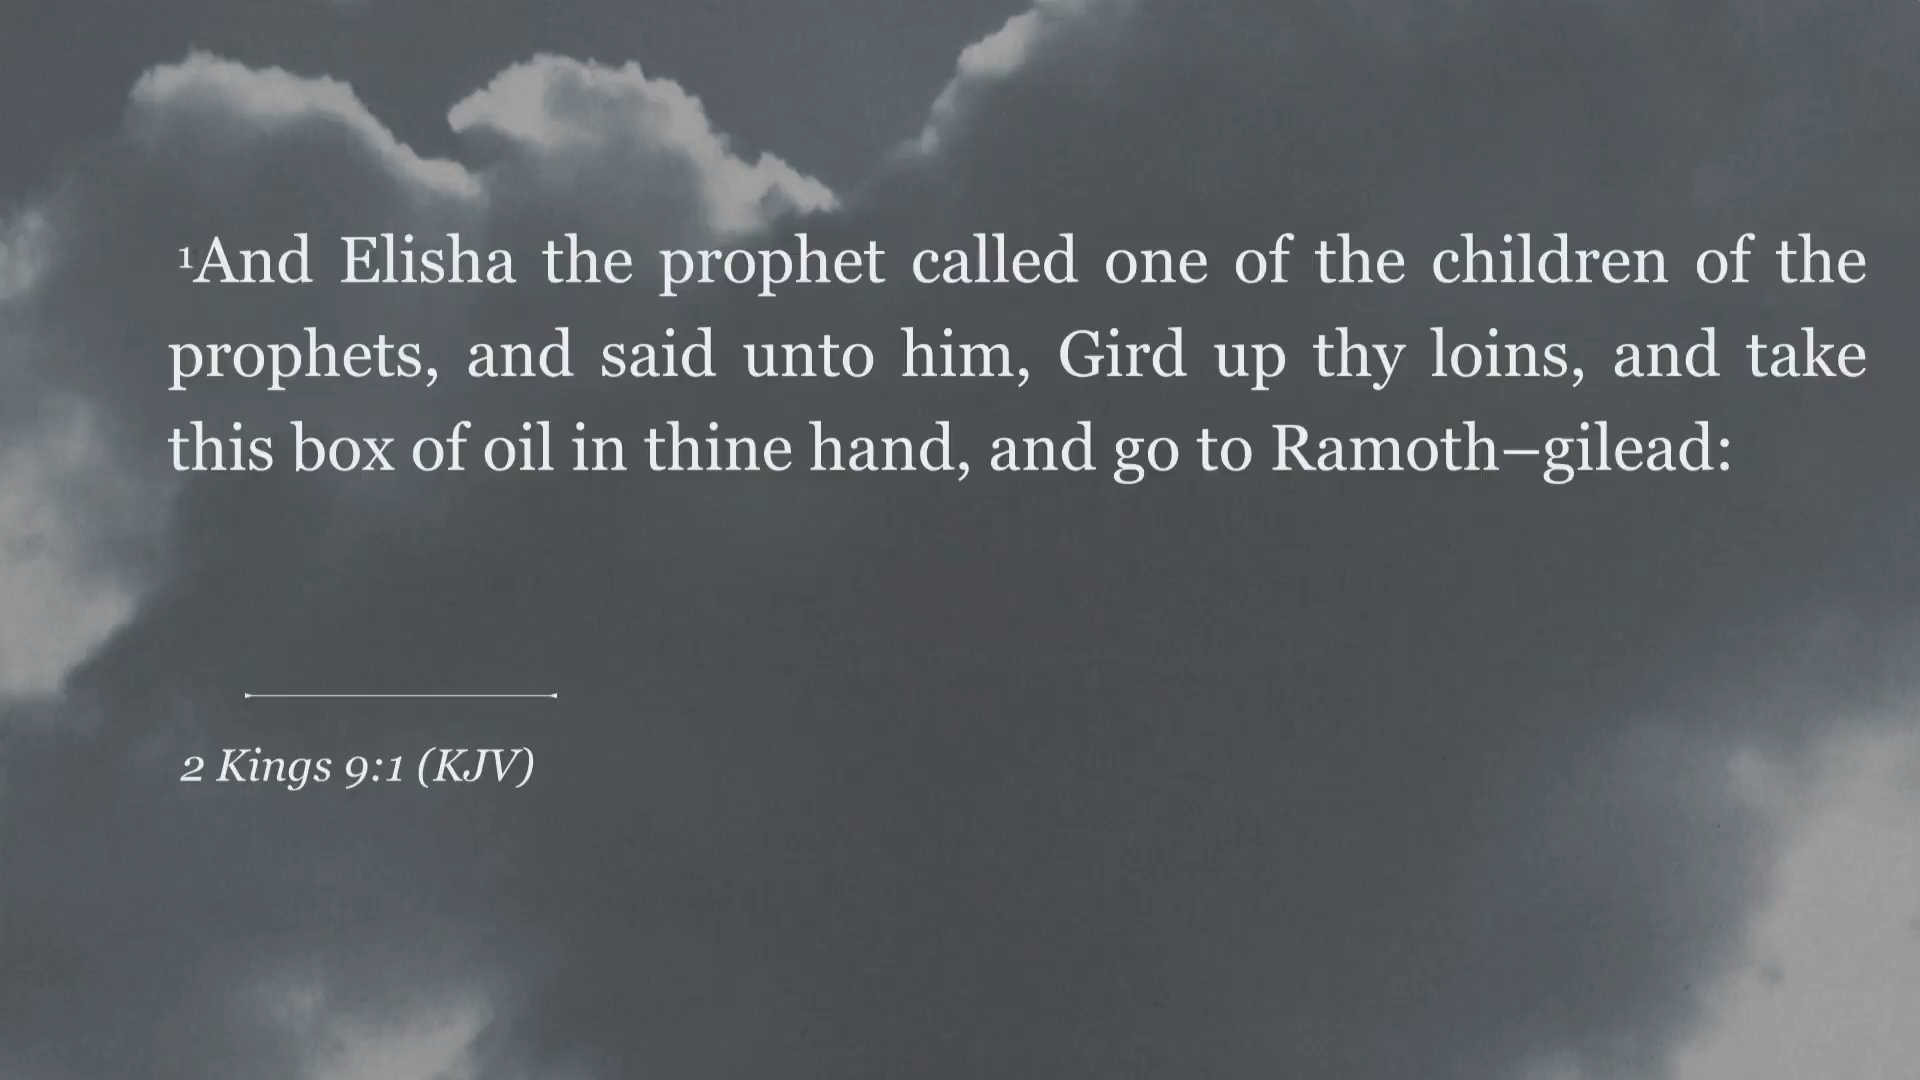 ¹And Elisha the prophet called one of the children of the
prophets, and said unto him, Gird up thy loins, and take
this box of oil in thine hand, and go to Ramoth–gilead:
2 Kings 9:1 (KJV)